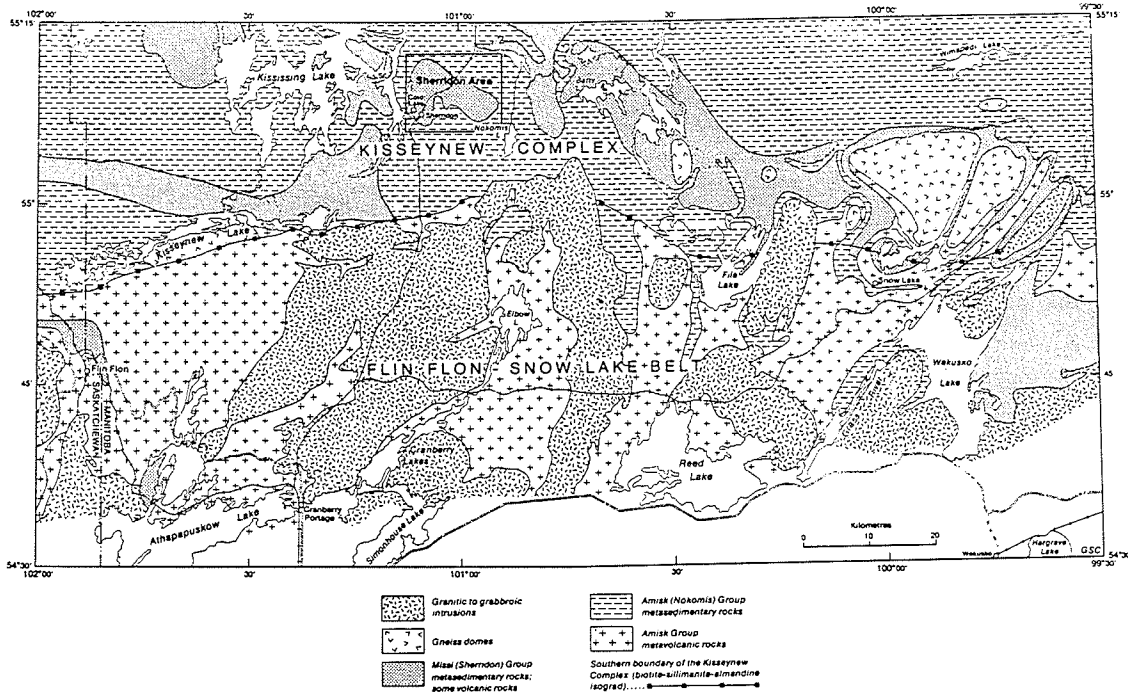 102°00'
30'
101°00'
30'
100°00'
99°30'
55°15'
55°15'
Kississing Lake
Sherridon Area
Sherridon
Nokomis
Batty
Wimapedi Lake
KISSEYNEW COMPLEX
55°
55°
Kisseynew Lake
File Lake
Snow Lake
Elbow
Flin Flon
FLIN FLON - SNOW LAKE BELT
Wekusko Lake
45'
45'
SASKATCHEWAN
MANITOBA
Cranberry Lakes
Reed Lake
Athapapuskow Lake
Cranberry Portage
Simonhouse Lake
Kilometres
0 10 20
Wekusko
Hargrave Lake
GSC
54°30'
54°30'
102°00'
30'
101°00'
30'
100°00'
99°30'
Granitic to grabbroic
intrusions
Gneiss domes
Missi (Sherridon) Group
metasedimentary rocks;
some volcanic rocks
Amisk (Nokomis) Group
metasedimentary rocks
Amisk Group
metavolcanic rocks
Southern boundary of the Kisseynew
Complex (biotite-sillimanite-almandine
isograd).....